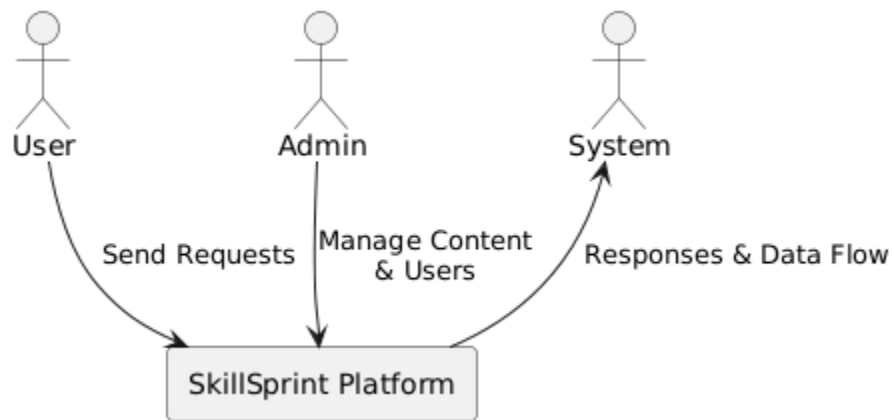 User
Admin
System
Send Requests
Manage Content
& Users
Responses & Data Flow
SkillSprint Platform